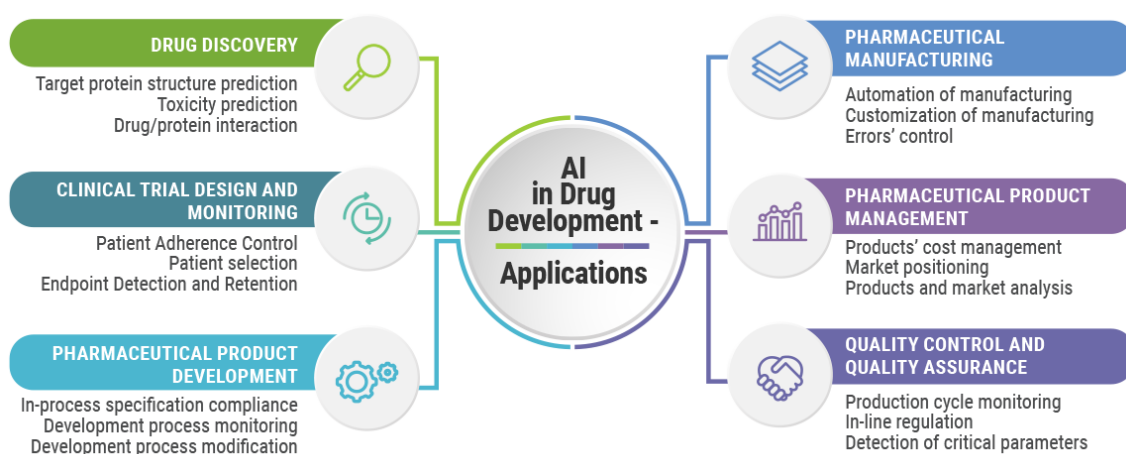 DRUG DISCOVERY
Target protein structure prediction
Toxicity prediction
Drug/protein interaction
CLINICAL TRIAL DESIGN AND
MONITORING
Patient Adherence Control
Patient selection
Endpoint Detection and Retention
PHARMACEUTICAL PRODUCT
DEVELOPMENT
In-process specification compliance
Development process monitoring
Development process modification
AI
in Drug
Development -
Applications
PHARMACEUTICAL
MANUFACTURING
Automation of manufacturing
Customization of manufacturing
Errors’ control
PHARMACEUTICAL PRODUCT
MANAGEMENT
Products’ cost management
Market positioning
Products and market analysis
QUALITY CONTROL AND
QUALITY ASSURANCE
Production cycle monitoring
In-line regulation
Detection of critical parameters